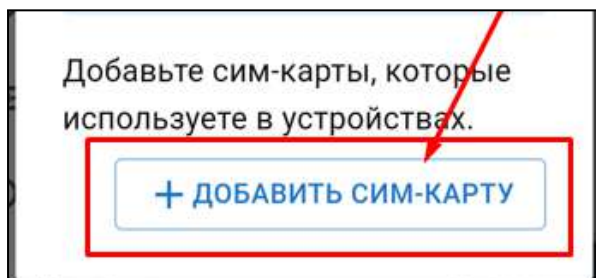 Добавьте сим-карты, которые
используете в устройствах.
+ ДОБАВИТЬ СИМ-КАРТУ